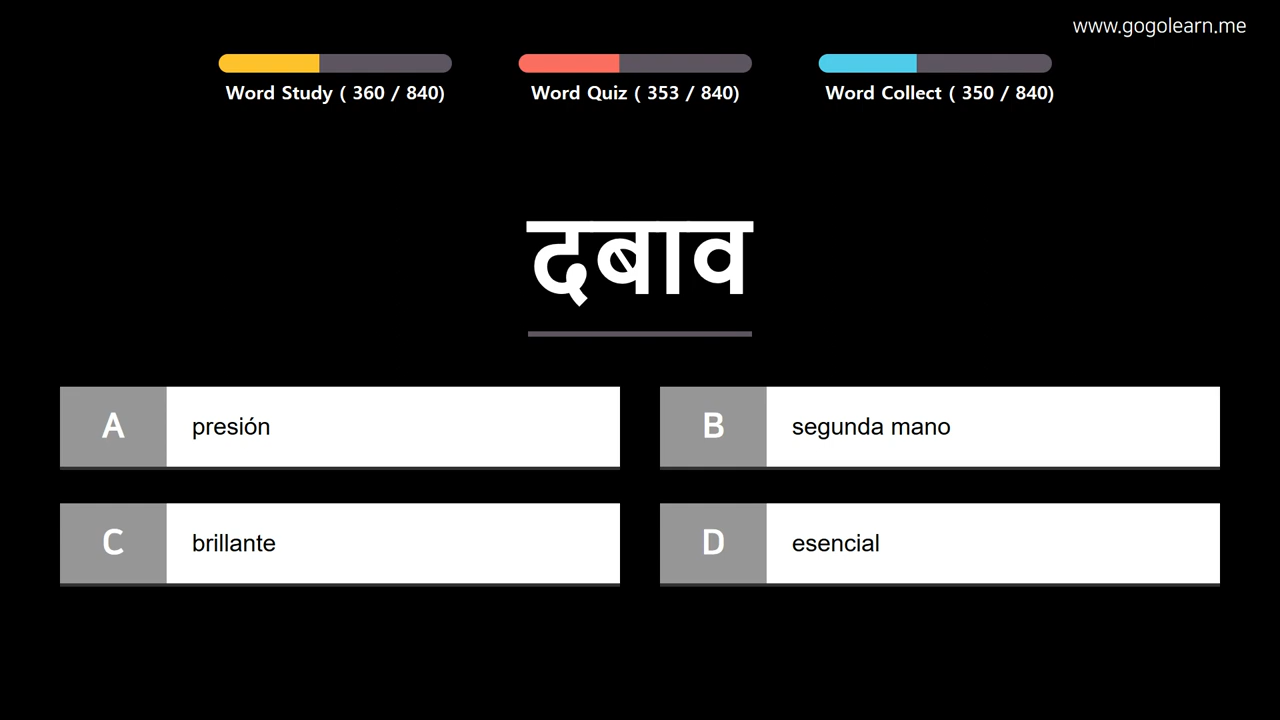 www.gogolearn.me
Word Study ( 360 / 840)
Word Quiz ( 353 / 840)
Word Collect ( 350 / 840)
दबाव
A presión
B segunda mano
C brillante
D esencial